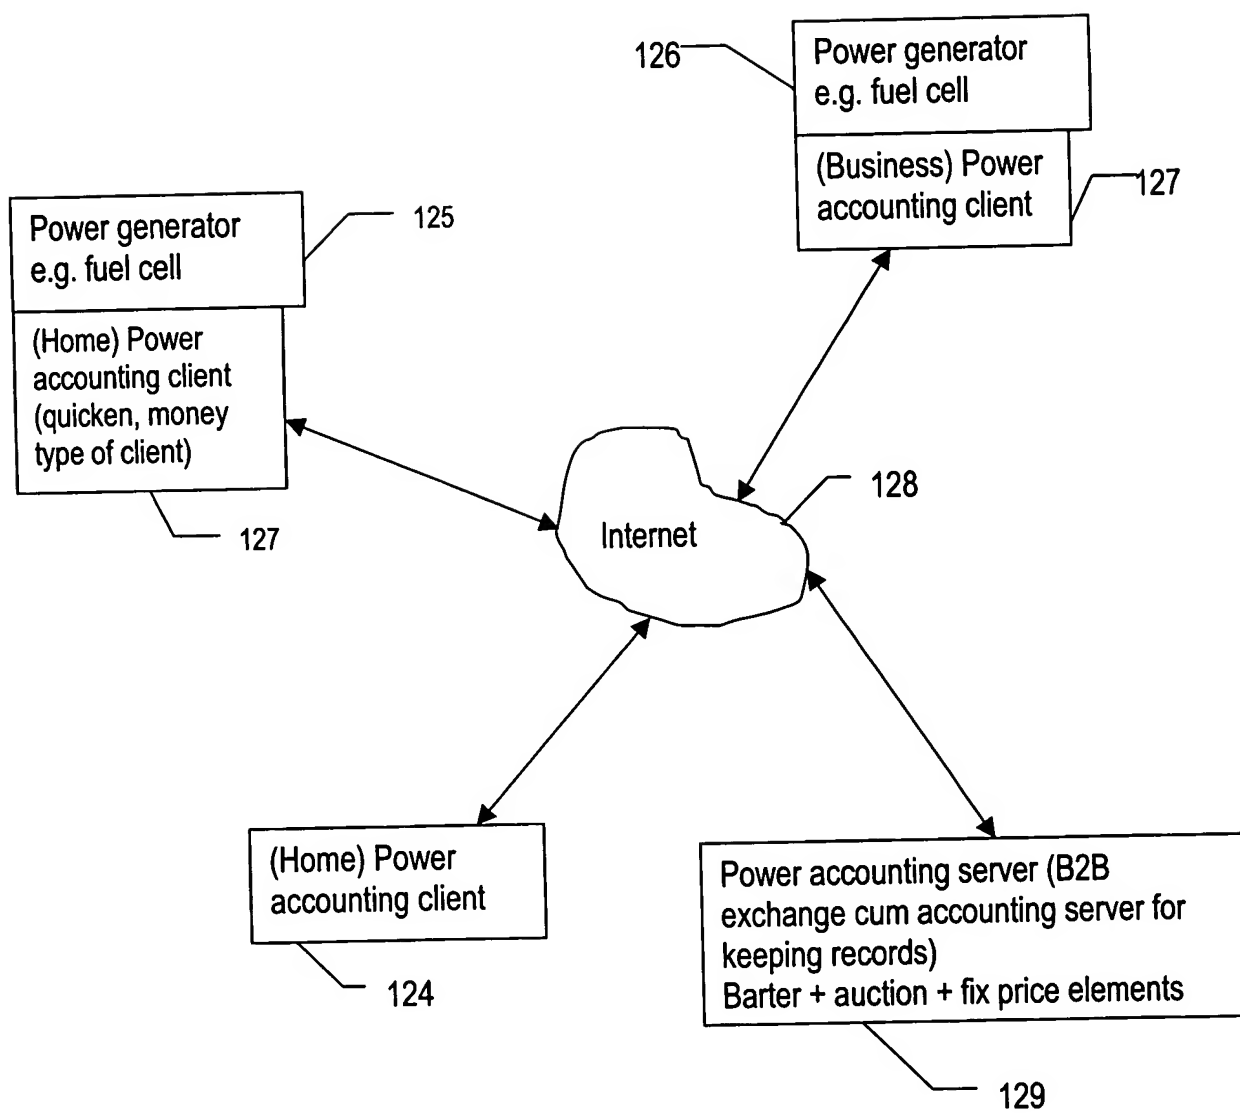 126
Power generator
e.g. fuel cell
(Business) Power
accounting client
127
Power generator
e.g. fuel cell
125
(Home) Power
accounting client
(quicken, money
type of client)
127
128
Internet
(Home) Power
accounting client
124
Power accounting server (B2B
exchange cum accounting server for
keeping records)
Barter + auction + fix price elements
129